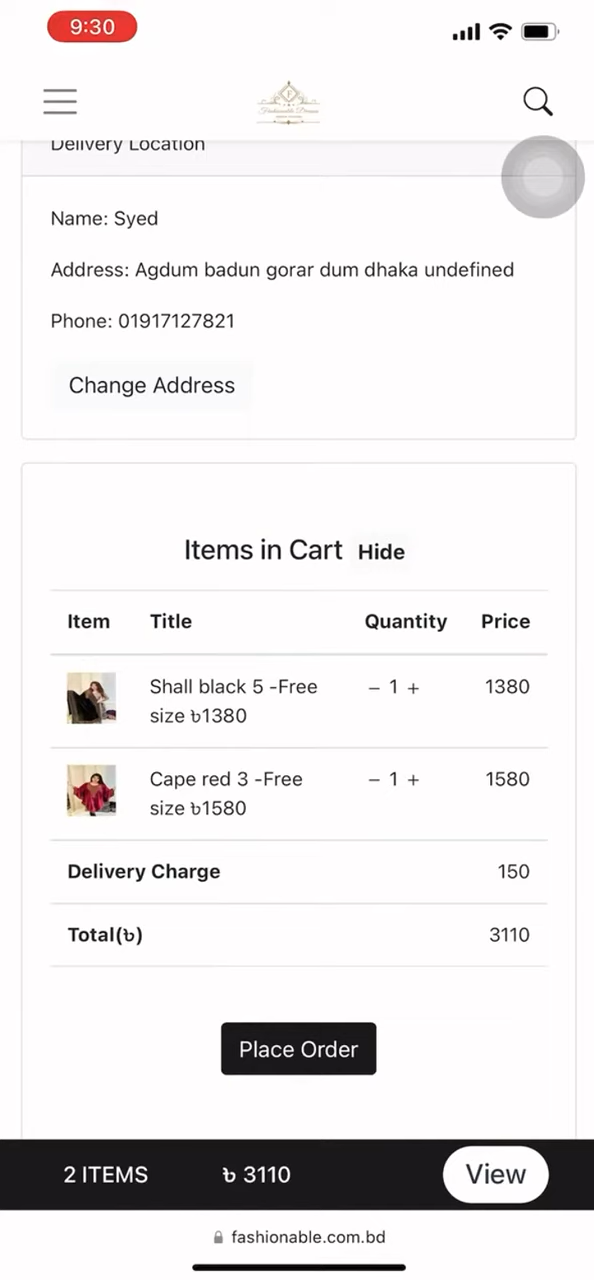 9:30
Delivery Location
Name: Syed
Address: Agdum badun gorar dum dhaka undefined
Phone: 01917127821
Change Address
Items in Cart Hide
Item Title Quantity Price
Shall black 5 -Free − 1 + 1380
size ৳1380
Cape red 3 -Free − 1 + 1580
size ৳1580
Delivery Charge 150
Total(৳) 3110
Place Order
2 ITEMS ৳ 3110 View
fashionable.com.bd